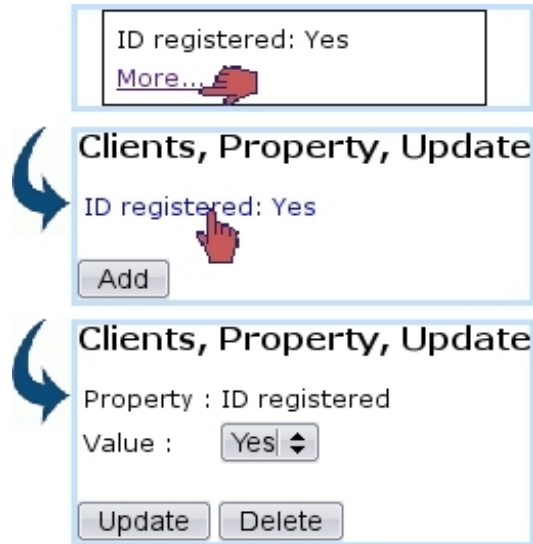 ID registered: Yes
More...
Clients, Property, Update
ID registered: Yes
Add
Clients, Property, Update
Property : ID registered
Value : Yes
Update Delete